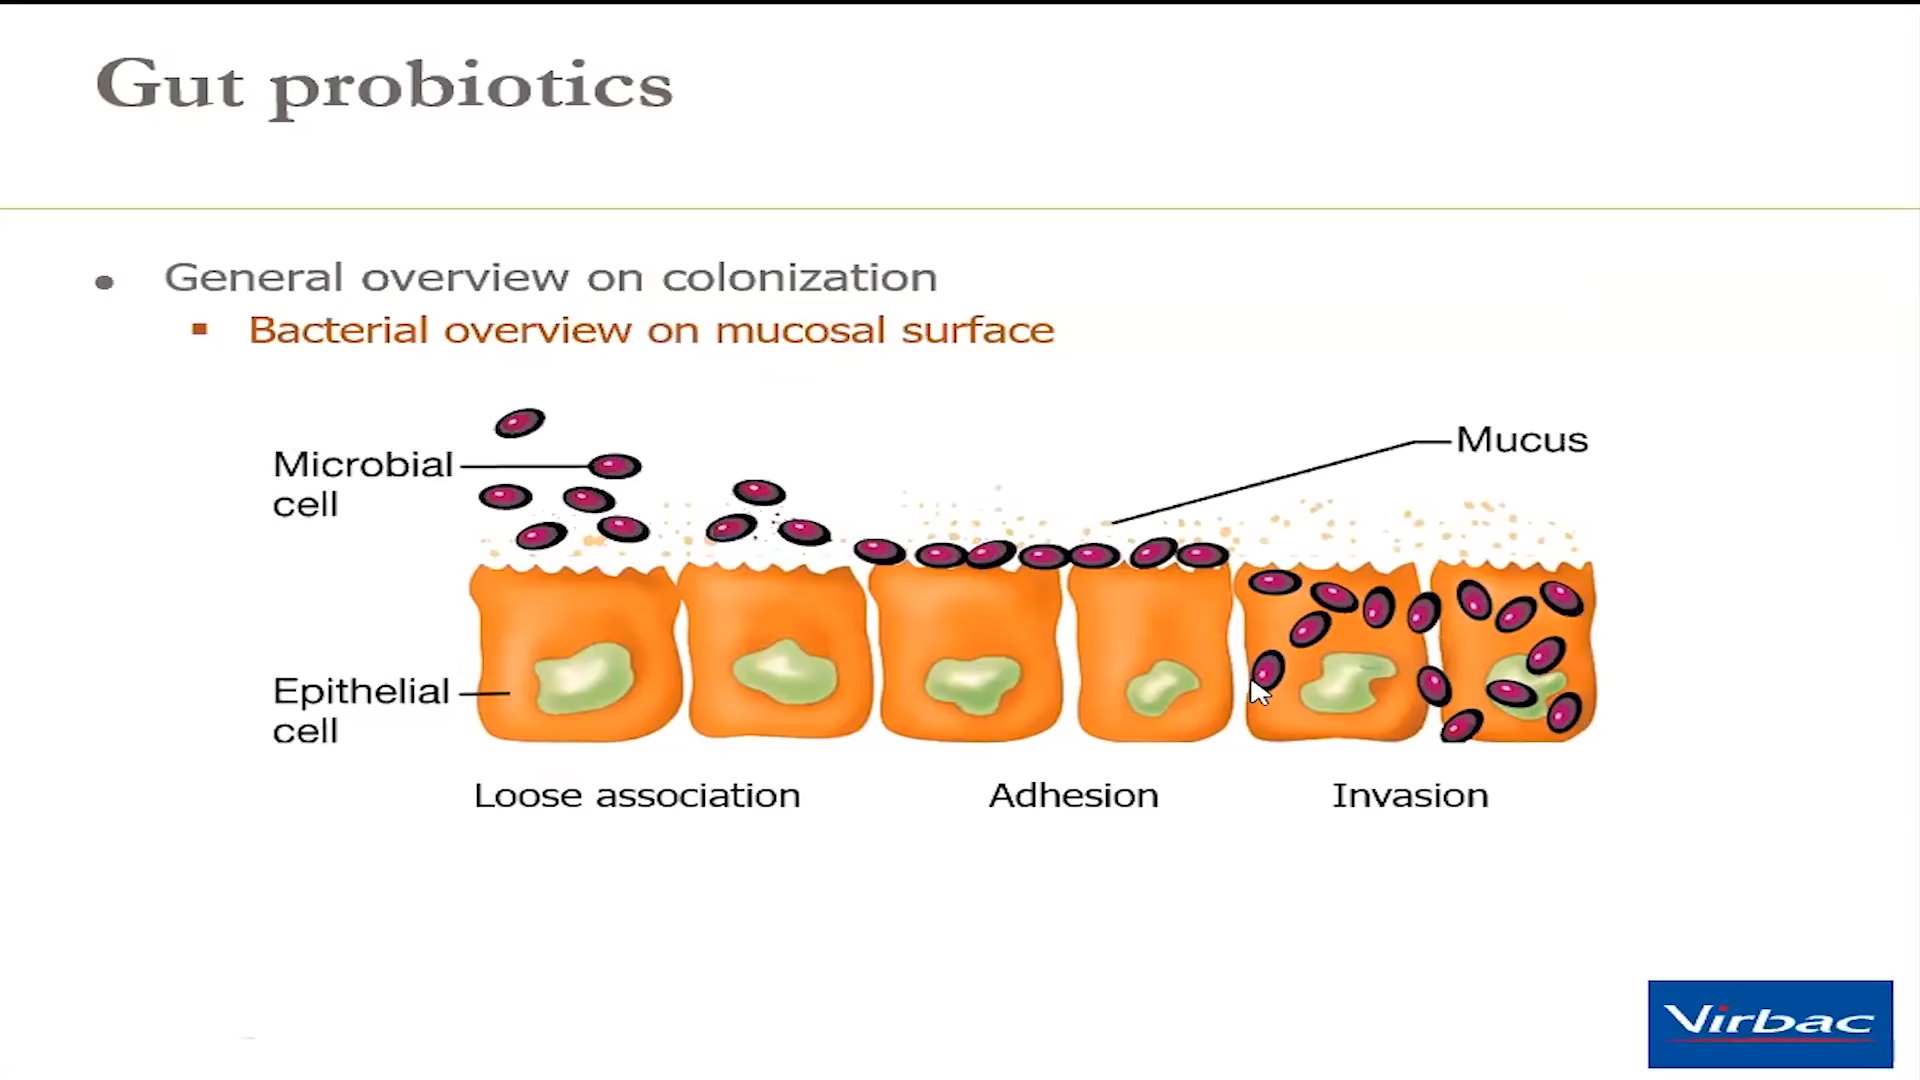 Gut probiotics
General overview on colonization
Bacterial overview on mucosal surface
Microbial
cell
Mucus
Epithelial
cell
Loose association
Adhesion
Invasion
Virbac